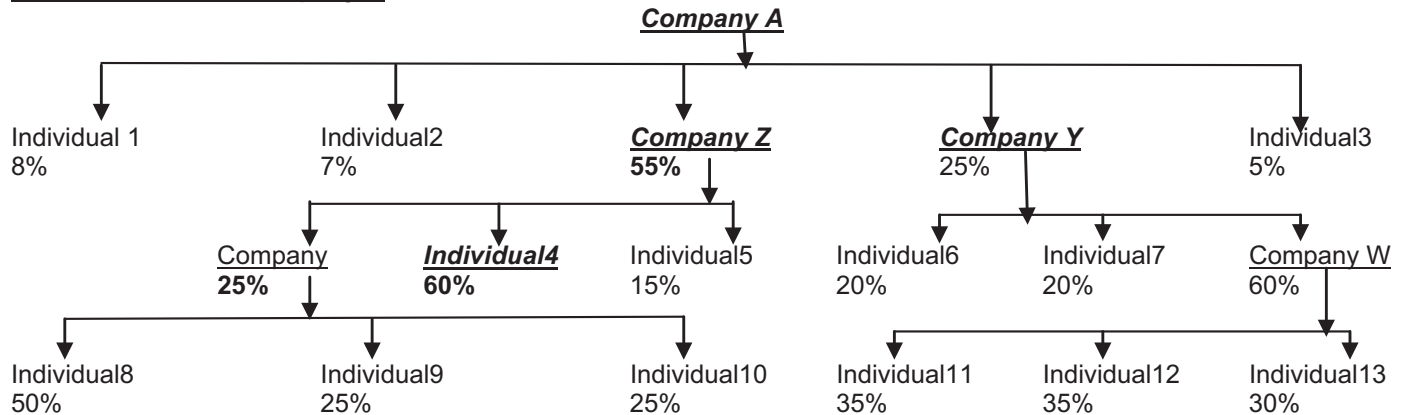 Company A
Individual 1 Individual2 Company Z Company Y Individual3
8% 7% 55% 25% 5%
Company Individual4 Individual5 Individual6 Individual7 Company W
25% 60% 15% 20% 20% 60%
Individual8 Individual9 Individual10 Individual11 Individual12 Individual13
50% 25% 25% 35% 35% 30%